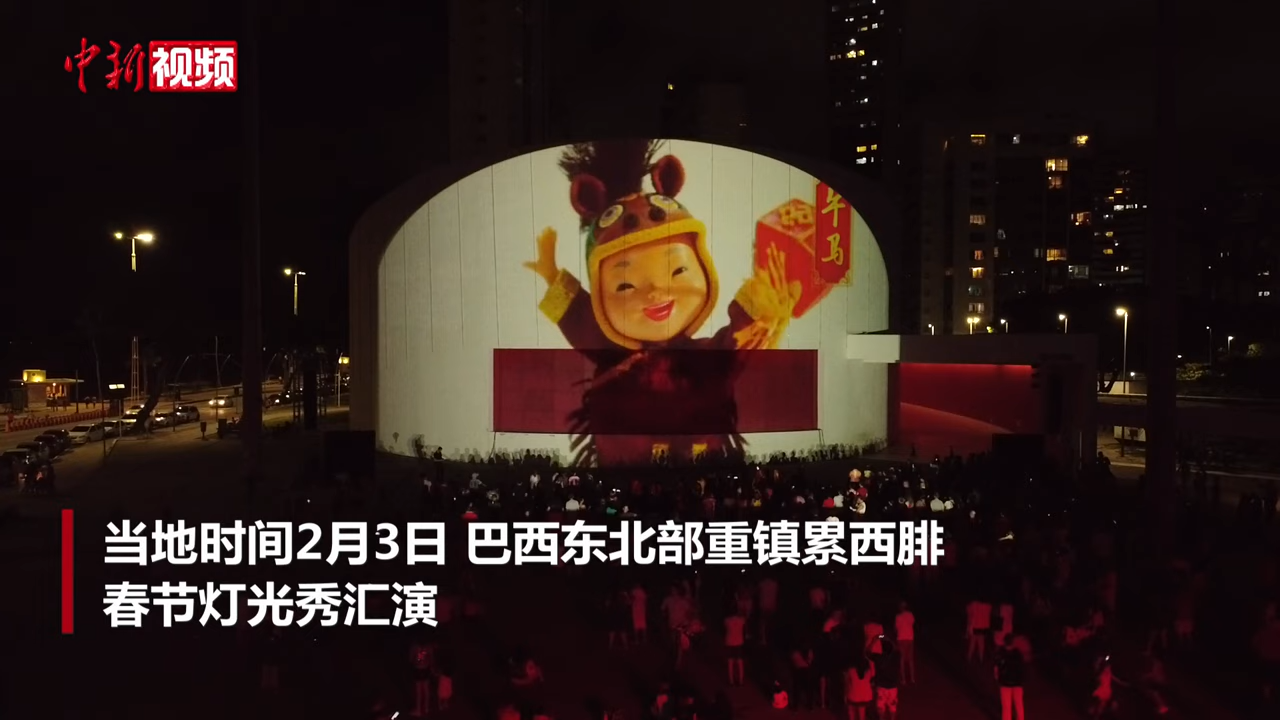 中新视频
午马
当地时间2月3日 巴西东北部重镇累西腓
春节灯光秀汇演